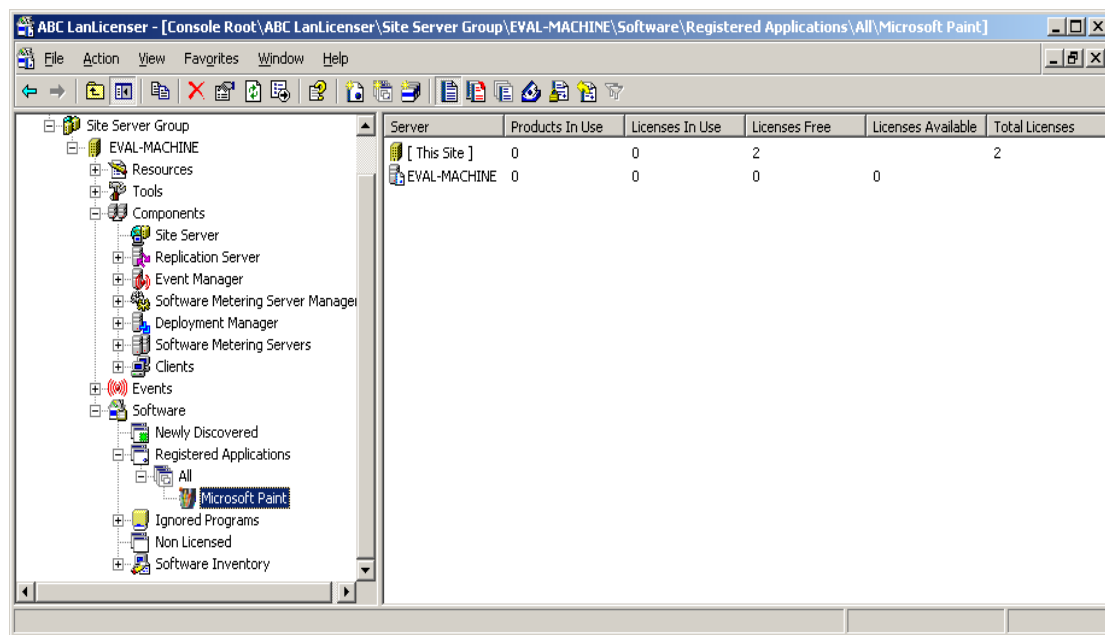 ABC LanLicenser - [Console Root\ABC LanLicenser\Site Server Group\EVAL-MACHINE\Software\Registered Applications\All\Microsoft Paint]
File Action View Favorites Window Help
Site Server Group
EVAL-MACHINE
Resources
Tools
Components
Site Server
Replication Server
Event Manager
Software Metering Server Manager
Deployment Manager
Software Metering Servers
Clients
Events
Software
Newly Discovered
Registered Applications
All
Microsoft Paint
Ignored Programs
Non Licensed
Software Inventory
Server Products In Use Licenses In Use Licenses Free Licenses Available Total Licenses
[ This Site ] 0 0 2 2
EVAL-MACHINE 0 0 0 0